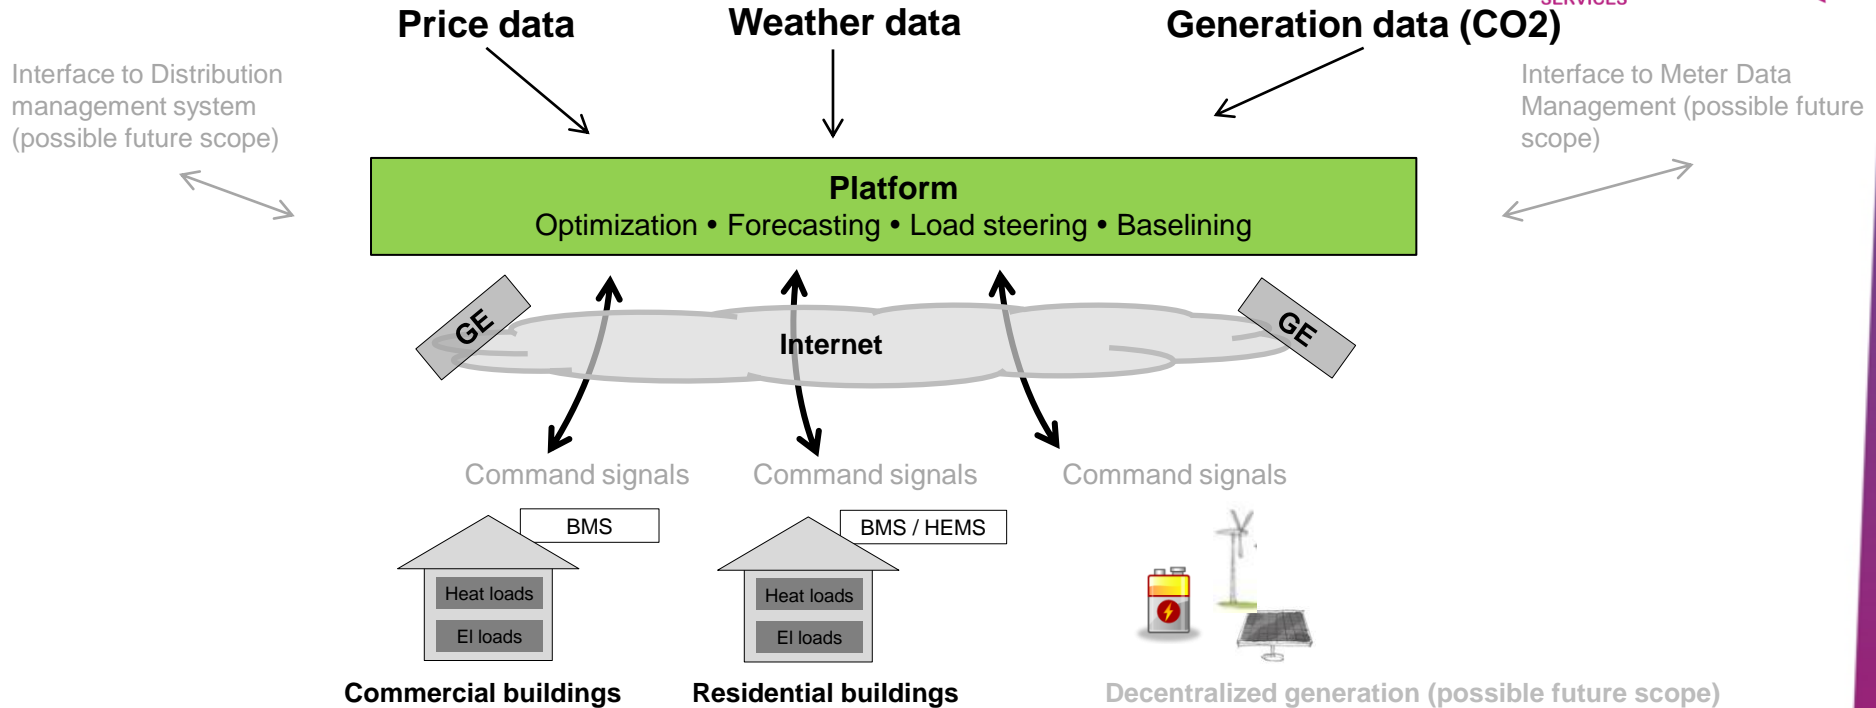 SERVICES
Price data
Weather data
Generation data (CO2)
Interface to Distribution
management system
(possible future scope)
Interface to Meter Data
Management (possible future
scope)
Platform
Optimization • Forecasting • Load steering • Baselining
GE
GE
Internet
Command signals
Command signals
Command signals
BMS
BMS / HEMS
Heat loads
El loads
Heat loads
El loads
Commercial buildings
Residential buildings
Decentralized generation (possible future scope)